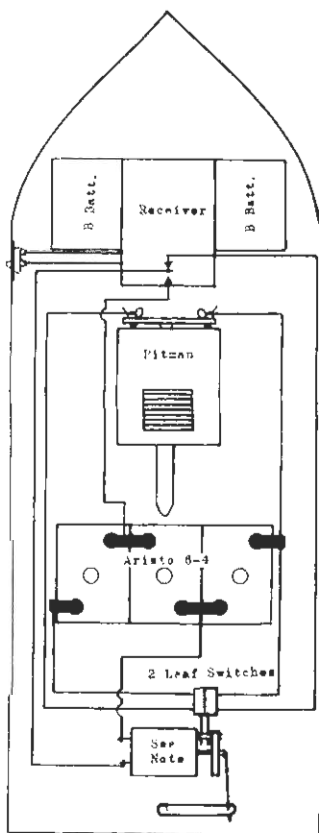 B Batt.
Receiver
B Batt.
Pitman
Aristo 6-4
2 Leaf Switches
See
Note